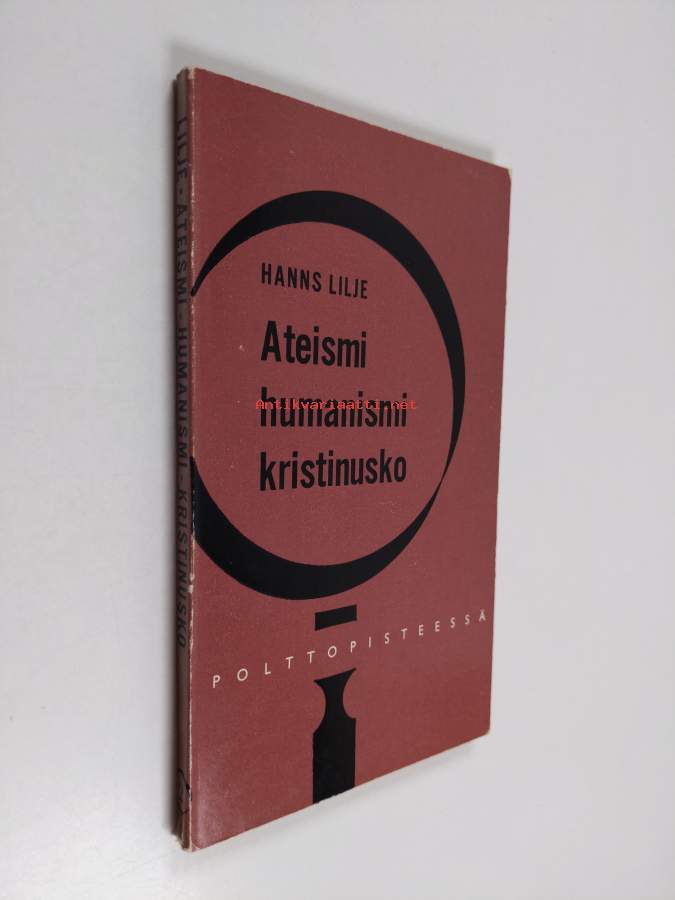 LILJE - ATEISMI - HUMANISMI - KRISTINUSKO
HANNS LILJE
Ateismi
humanismi
Antikvariaatti.net
kristinusko
POLTTOPISTEESSÄ